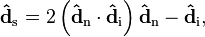 d̂ₛ = 2 (d̂ₙ · d̂ᵢ) d̂ₙ − d̂ᵢ,